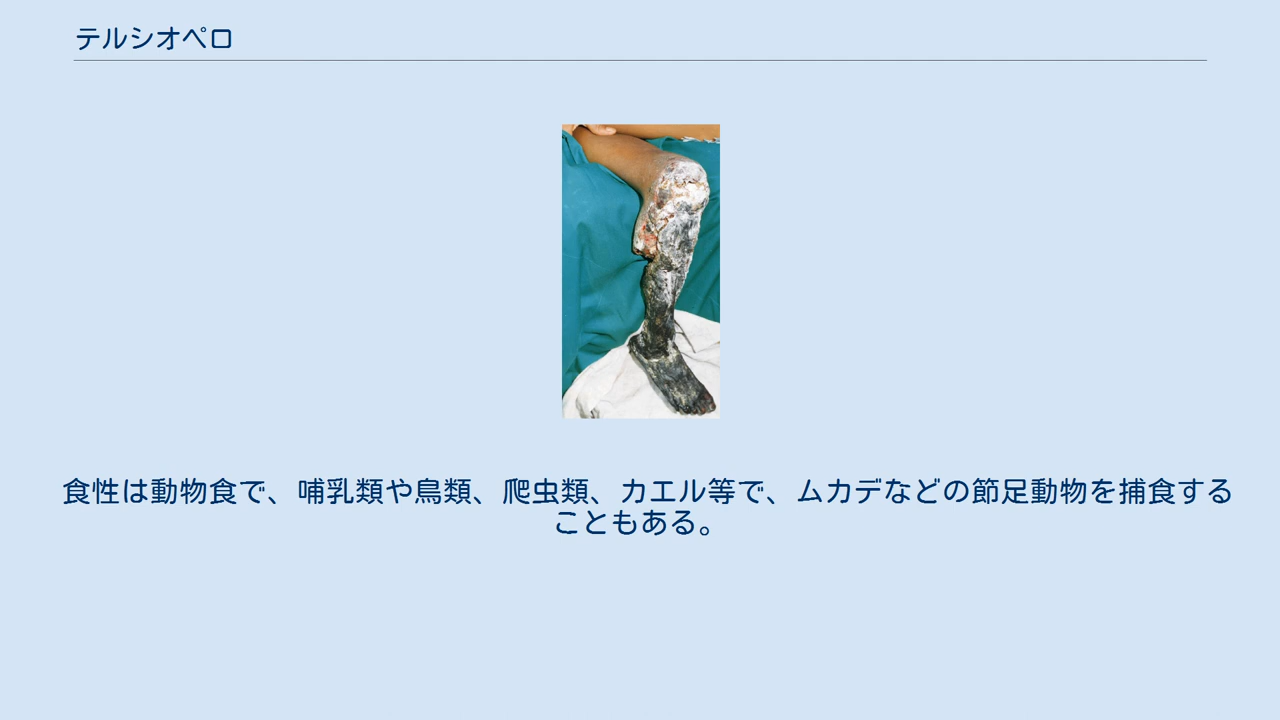 テルシオペロ
食性は動物食で、哺乳類や鳥類、爬虫類、カエル等で、ムカデなどの節足動物を捕食する
こともある。